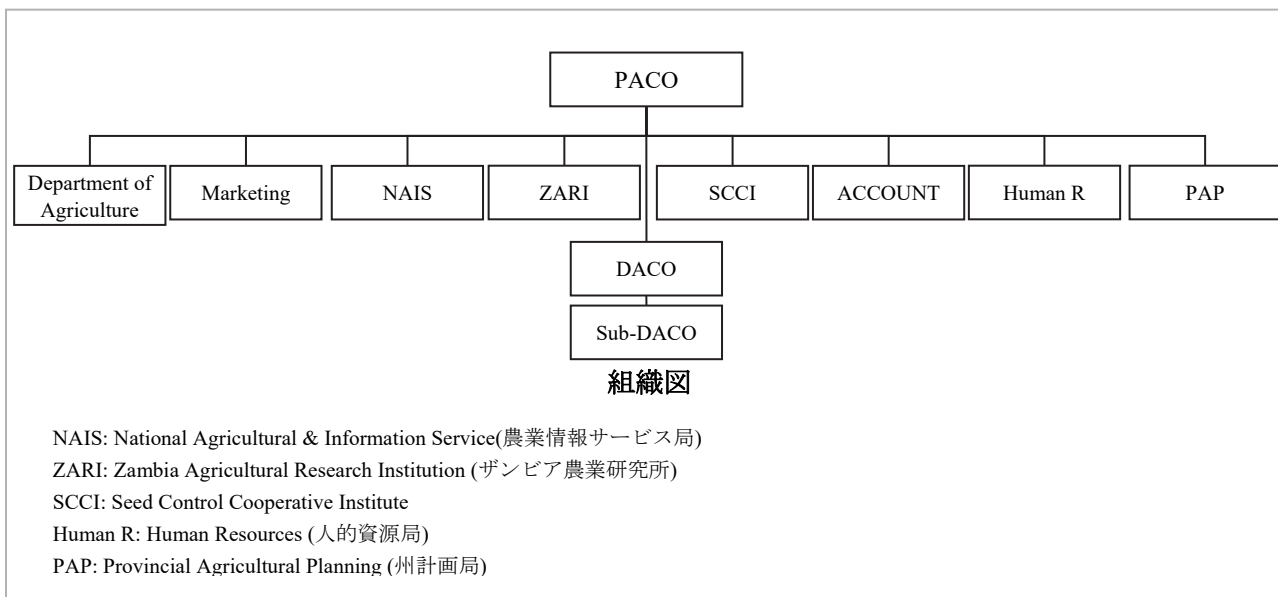 PACO
Department of
Agriculture
Marketing
NAIS
ZARI
SCCI
ACCOUNT
Human R
PAP
DACO
Sub-DACO
組織図
NAIS: National Agricultural & Information Service(農業情報サービス局)
ZARI: Zambia Agricultural Research Institution (ザンビア農業研究所)
SCCI: Seed Control Cooperative Institute
Human R: Human Resources (人的資源局)
PAP: Provincial Agricultural Planning (州計画局)